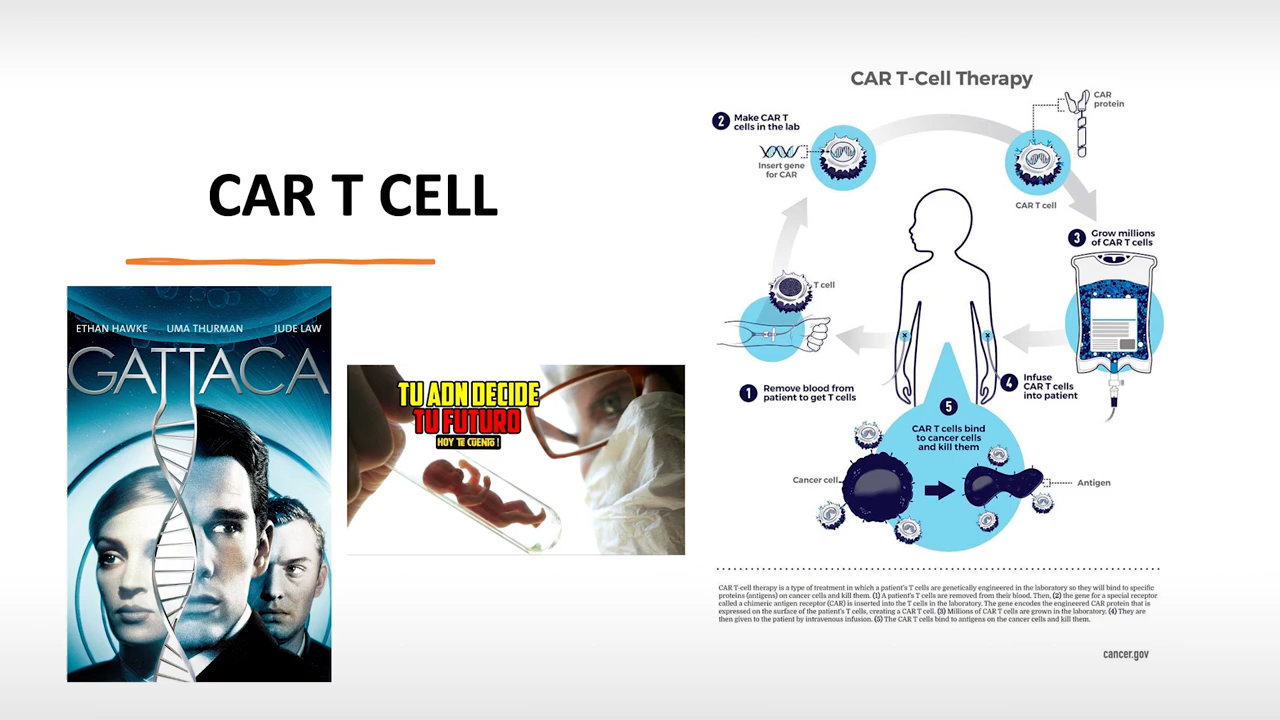 CAR T CELL
ETHAN HAWKE UMA THURMAN JUDE LAW
GATTACA
TU ADN DECIDE
TU FUTURO
HOY TE CUENTO!
CAR T-Cell Therapy
CAR
protein
2 Make CAR T
cells in the lab
Insert gene
for CAR
CAR T cell
3 Grow millions
of CAR T cells
T cell
1 Remove blood from
patient to get T cells
4 Infuse
CAR T cells
into patient
5
CAR T cells bind
to cancer cells
and kill them
Cancer cell
Antigen
CAR T-cell therapy is a type of treatment in which a patient's T cells are genetically engineered in the laboratory so they will bind to specific
proteins (antigens) on cancer cells and kill them. (1) A patient's T cells are removed from their blood. Then, (2) the gene for a special receptor
called a chimeric antigen receptor (CAR) is inserted into the T cells in the laboratory. The gene encodes the engineered CAR protein that is
expressed on the surface of the patient's T cells, creating a CAR T cell. (3) Millions of CAR T cells are grown in the laboratory. (4) They are
then given to the patient by intravenous infusion. (5) The CAR T cells bind to antigens on the cancer cells and kill them.
cancer.gov